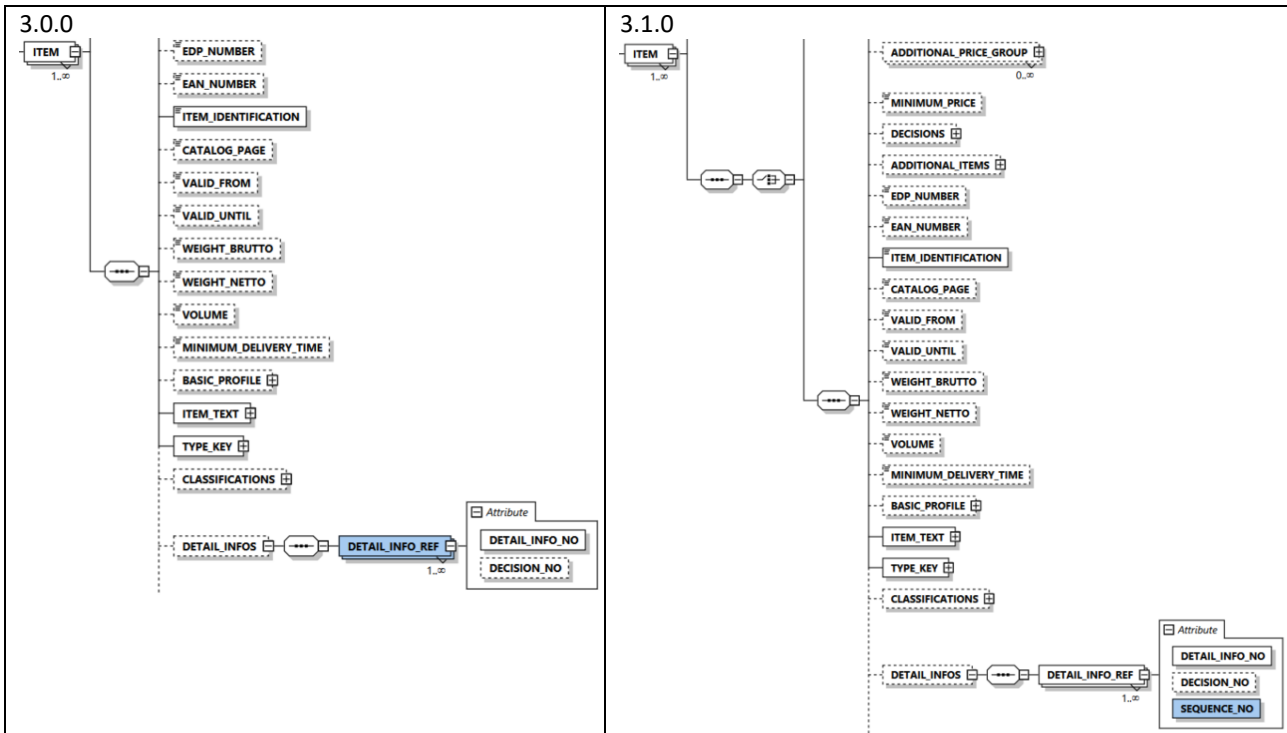 3.0.0
ITEM
1..∞
EDP_NUMBER
EAN_NUMBER
ITEM_IDENTIFICATION
CATALOG_PAGE
VALID_FROM
VALID_UNTIL
WEIGHT_BRUTTO
WEIGHT_NETTO
VOLUME
MINIMUM_DELIVERY_TIME
BASIC_PROFILE
ITEM_TEXT
TYPE_KEY
CLASSIFICATIONS
DETAIL_INFOS
DETAIL_INFO_REF
1..∞
Attribute
DETAIL_INFO_NO
DECISION_NO
3.1.0
ITEM
1..∞
ADDITIONAL_PRICE_GROUP
0..∞
MINIMUM_PRICE
DECISIONS
ADDITIONAL_ITEMS
EDP_NUMBER
EAN_NUMBER
ITEM_IDENTIFICATION
CATALOG_PAGE
VALID_FROM
VALID_UNTIL
WEIGHT_BRUTTO
WEIGHT_NETTO
VOLUME
MINIMUM_DELIVERY_TIME
BASIC_PROFILE
ITEM_TEXT
TYPE_KEY
CLASSIFICATIONS
DETAIL_INFOS
DETAIL_INFO_REF
1..∞
Attribute
DETAIL_INFO_NO
DECISION_NO
SEQUENCE_NO